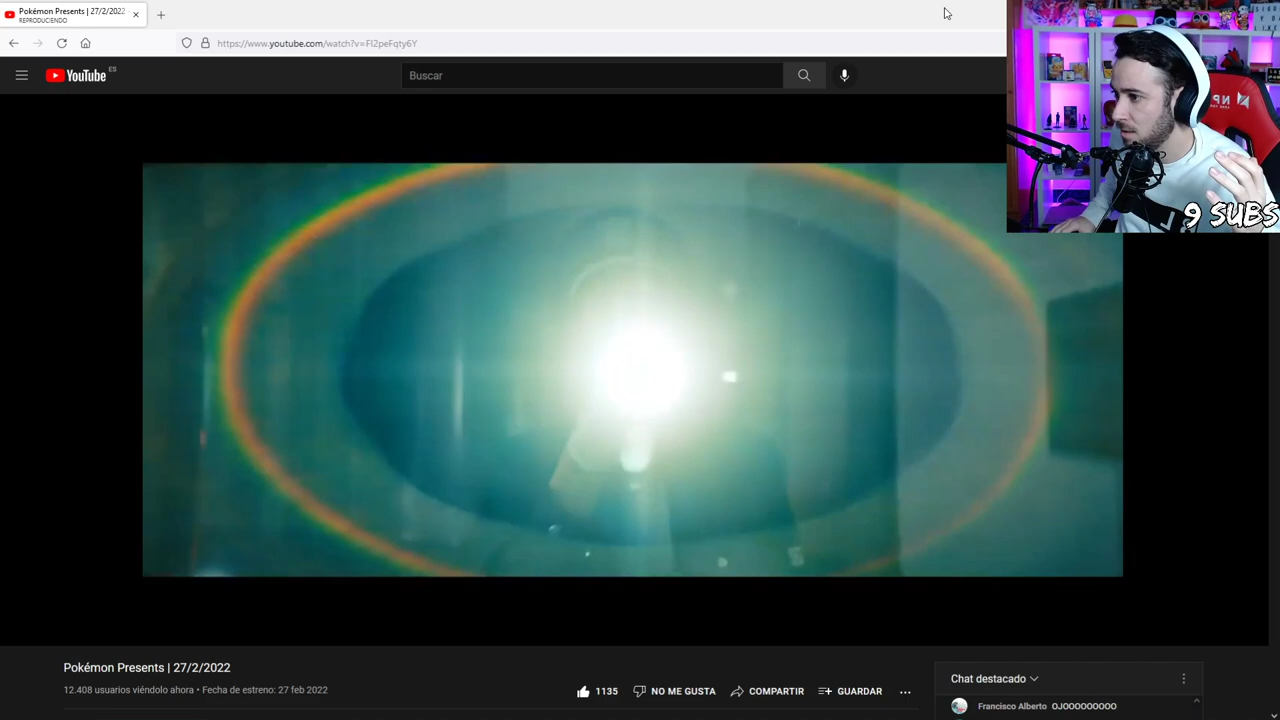 Pokémon Presents | 27/2/2022
REPRODUCIENDO
https://www.youtube.com/watch?v=Fl2peFqty6Y
YouTube ES
Buscar
9 SUBS
Pokémon Presents | 27/2/2022
12.408 usuarios viéndolo ahora • Fecha de estreno: 27 feb 2022
1135 NO ME GUSTA COMPARTIR GUARDAR
Chat destacado
Francisco Alberto OJOOOOOOOOO